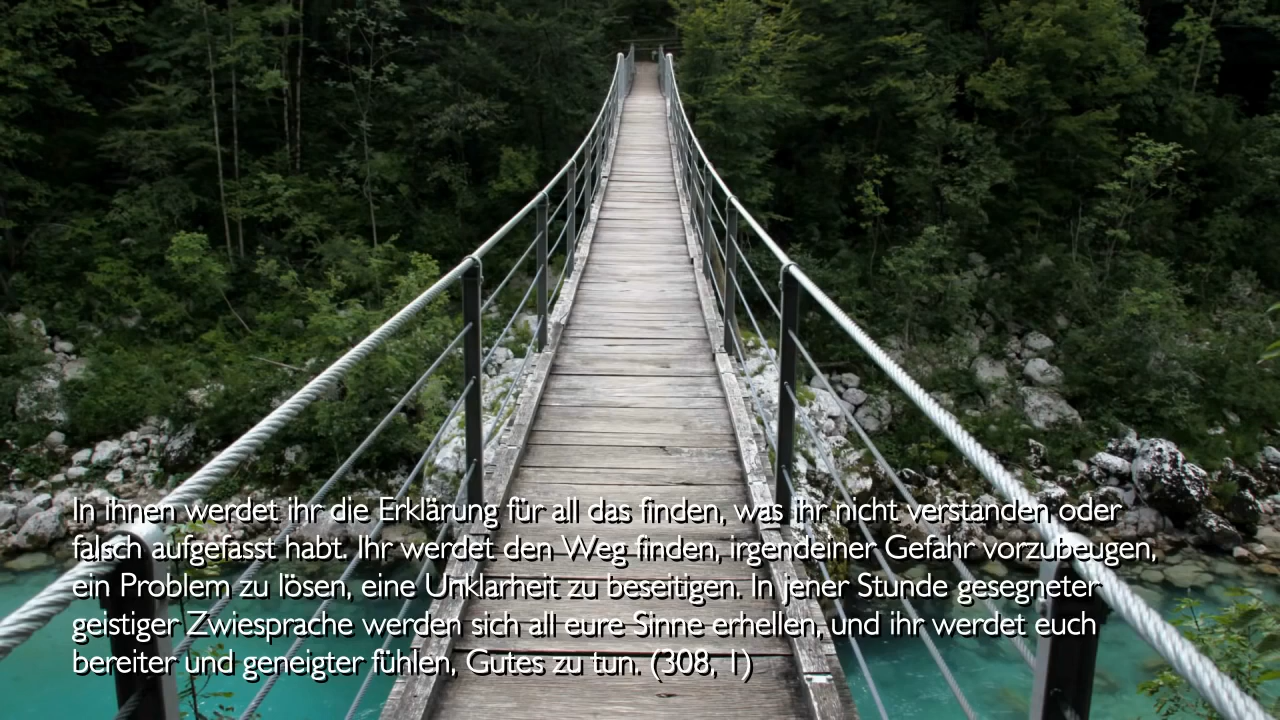 In ihnen werdet ihr die Erklärung für all das finden, was ihr nicht verstanden oder
falsch aufgefasst habt. Ihr werdet den Weg finden, irgendeiner Gefahr vorzubeugen,
ein Problem zu lösen, eine Unklarheit zu beseitigen. In jener Stunde gesegneter
geistiger Zwiesprache werden sich all eure Sinne erhellen, und ihr werdet euch
bereiter und geneigter fühlen, Gutes zu tun. (308, 1)